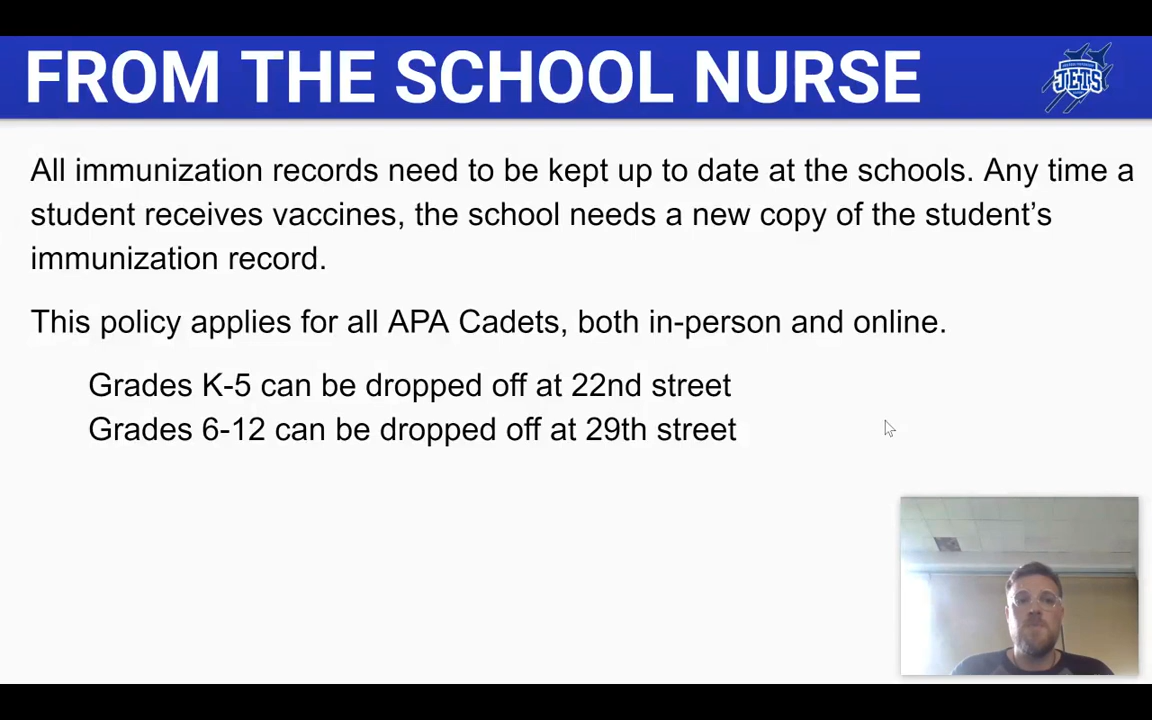 FROM THE SCHOOL NURSE
JETS
All immunization records need to be kept up to date at the schools. Any time a
student receives vaccines, the school needs a new copy of the student’s
immunization record.
This policy applies for all APA Cadets, both in-person and online.
Grades K-5 can be dropped off at 22nd street
Grades 6-12 can be dropped off at 29th street